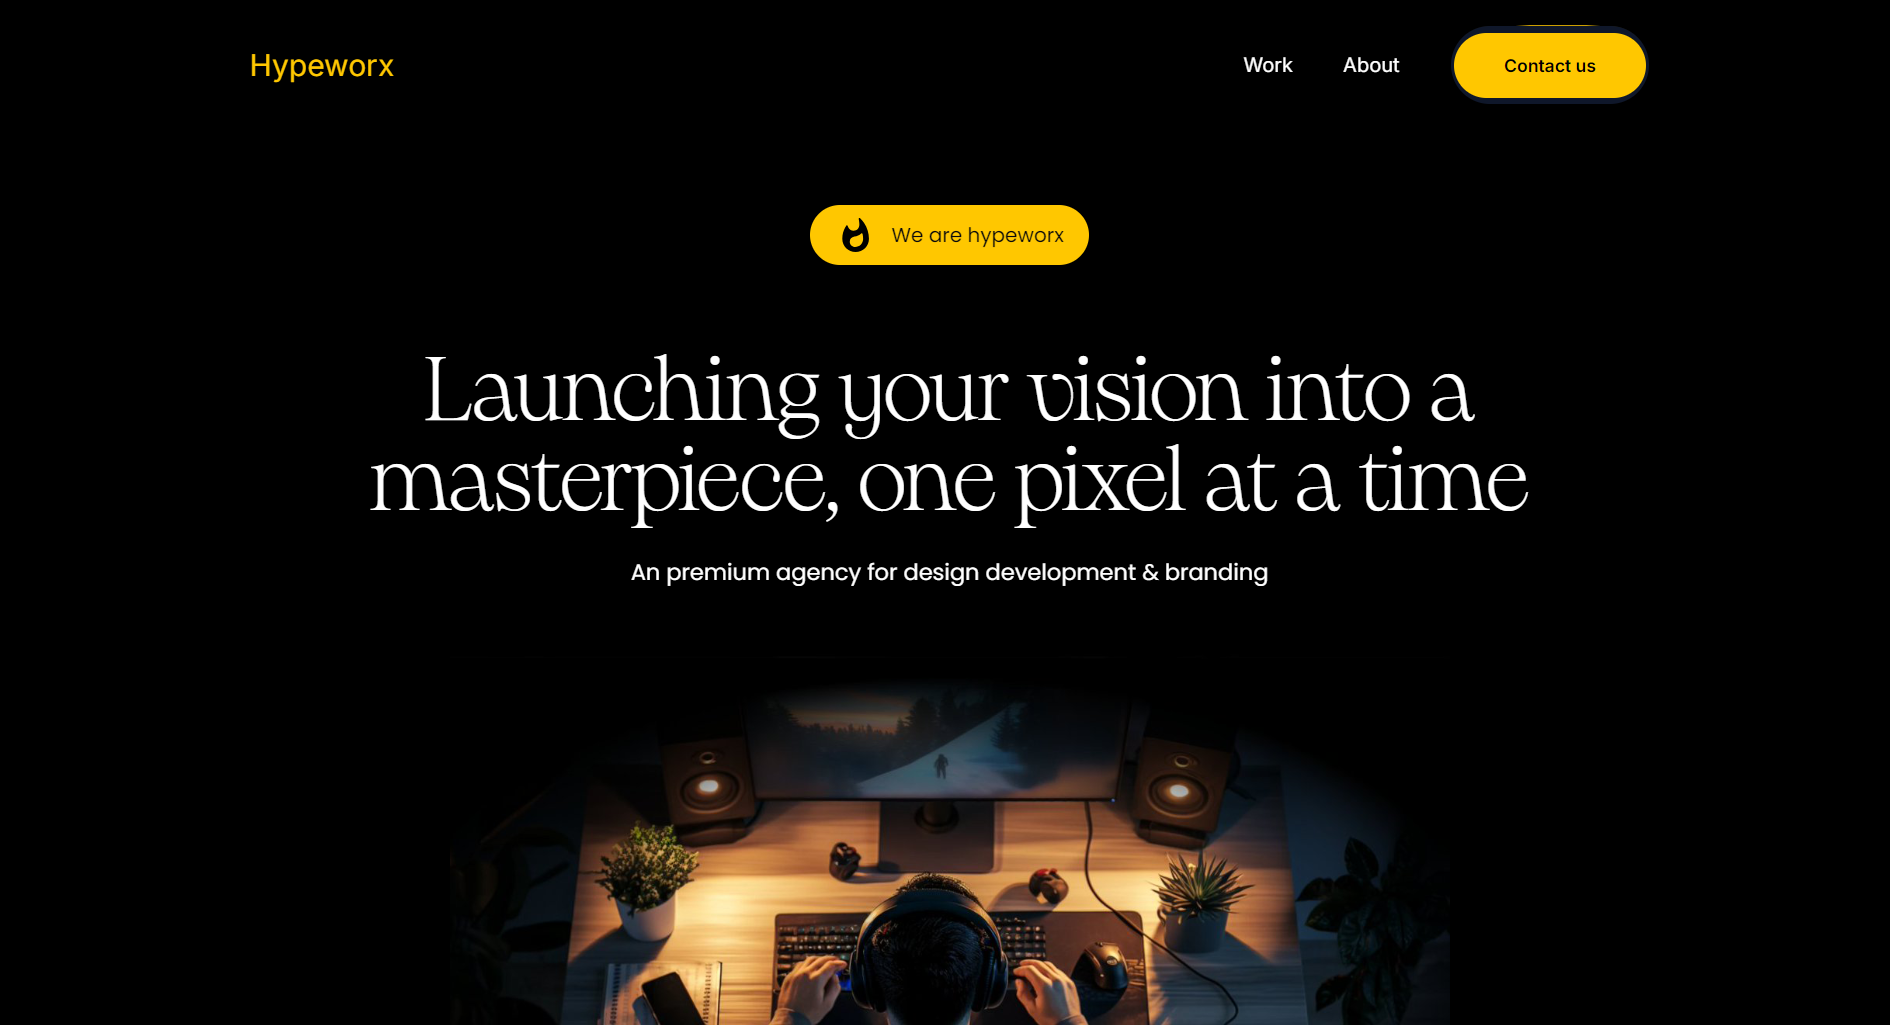 Hypeworx
Work
About
Contact us
We are hypeworx
Launching your vision into a
masterpiece, one pixel at a time
An premium agency for design development & branding